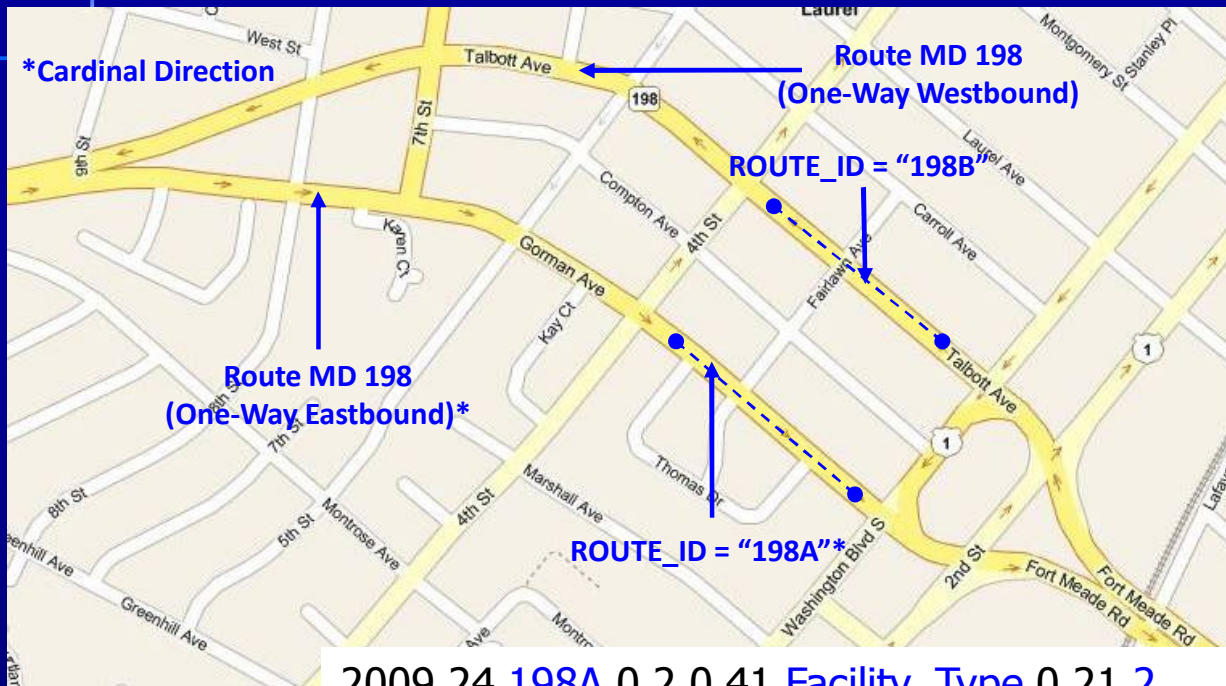 Laurel
West St
Montgomery St
Stanley Pl
*Cardinal Direction
Talbott Ave
Route MD 198
(One-Way Westbound)
198
9th St
7th St
Laurel Ave
ROUTE_ID = “198B”
Compton Ave
Carroll Ave
Karen Ct
4th St
Gorman Ave
Fairlawn Ave
Kay Ct
1
Talbott Ave
Route MD 198
(One-Way Eastbound)*
8th St
7th St
1
Thomas Dr
Marshall Ave
8th St
5th St
4th St
Montrose Ave
ROUTE_ID = “198A”*
Washington Blvd S
2nd St
Fort Meade Rd
Fort Meade Rd
Greenhill Ave
Ave
2009 24 198A 0.2 0.41 Facility_Type 0.21 2